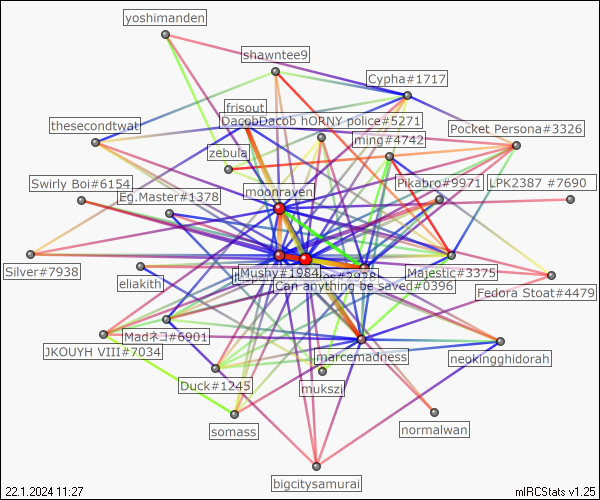 yoshimanden
shawntee9
Cypha#1717
frisout
DacobDacob hORNY police#5271
thesecondtwat
Pocket Persona#3326
ming#4742
zebula
Swirly Boi#6154
moonraven
Pikabro#9971
LPK2387 #7690
Eg.Master#1378
Silver#7938
Mushy#1984
Majestic#3375
eliakith
Can anything be saved#0396
Fedora Stoat#4479
Madネコ#6901
JKOUYH VIII#7034
marcemadness
neokingghidorah
Duck#1245
mukszi
somass
normalwan
bigcitysamurai
22.1.2024 11:27
mIRCStats v1.25